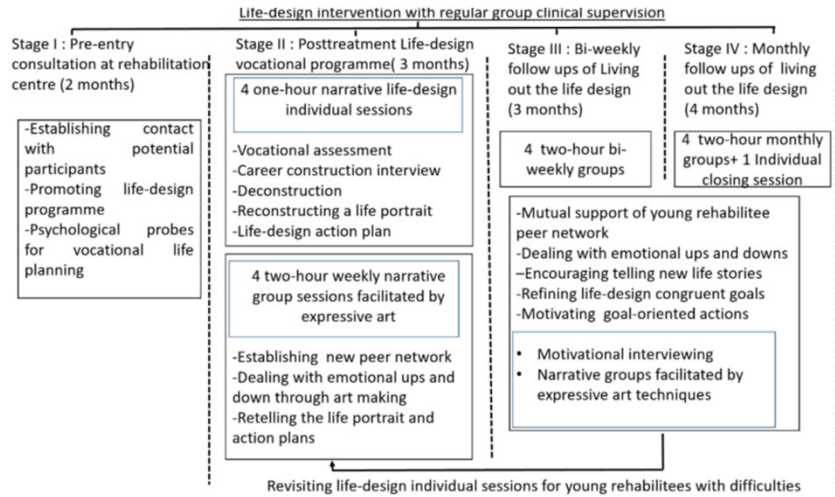 Life-design intervention with regular group clinical supervision
Stage I : Pre-entry
consultation at rehabilitation
centre (2 months)
-Establishing contact
with potential
participants
-Promoting life-design
programme
-Psychological probes
for vocational life
planning
Stage II : Posttreatment Life-design
vocational programme( 3 months)
4 one-hour narrative life-design
individual sessions
-Vocational assessment
-Career construction interview
-Deconstruction
-Reconstructing a life portrait
-Life-design action plan
4 two-hour weekly narrative
group sessions facilitated by
expressive art
-Establishing new peer network
-Dealing with emotional ups and
down through art making
-Retelling the life portrait and
action plans
Stage III : Bi-weekly
follow ups of Living
out the life design
(3 months)
4 two-hour bi-
weekly groups
Stage IV : Monthly
follow ups of living
out the life design
(4 months)
4 two-hour monthly
groups+ 1 Individual
closing session
-Mutual support of young rehabilitee
peer network
-Dealing with emotional ups and downs
–Encouraging telling new life stories
-Refining life-design congruent goals
-Motivating goal-oriented actions
• Motivational interviewing
• Narrative groups facilitated by
expressive art techniques
Revisiting life-design individual sessions for young rehabilitees with difficulties